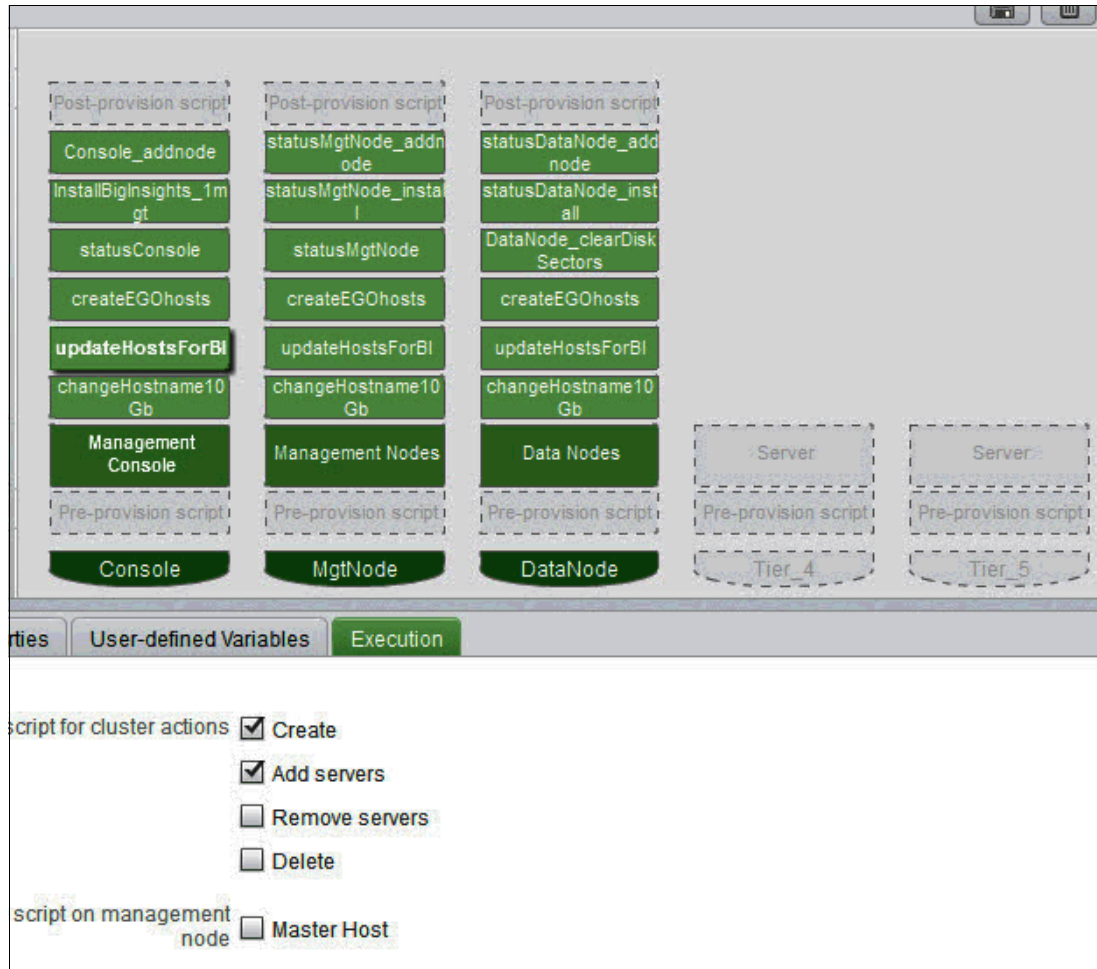 Post-provision script
Post-provision script
Post-provision script
Console_addnode
statusMgtNode_addn
ode
statusDataNode_add
node
InstallBigInsights_1m
gt
statusMgtNode_instal
l
statusDataNode_inst
all
statusConsole
statusMgtNode
DataNode_clearDisk
Sectors
createEGOhosts
createEGOhosts
createEGOhosts
updateHostsForBI
updateHostsForBI
updateHostsForBI
changeHostname10
Gb
changeHostname10
Gb
changeHostname10
Gb
Management
Console
Management Nodes
Data Nodes
Server
Server
Pre-provision script
Pre-provision script
Pre-provision script
Pre-provision script
Pre-provision script
Console
MgtNode
DataNode
Tier_4
Tier_5
rties
User-defined Variables
Execution
script for cluster actions
Create
Add servers
Remove servers
Delete
script on management
node
Master Host